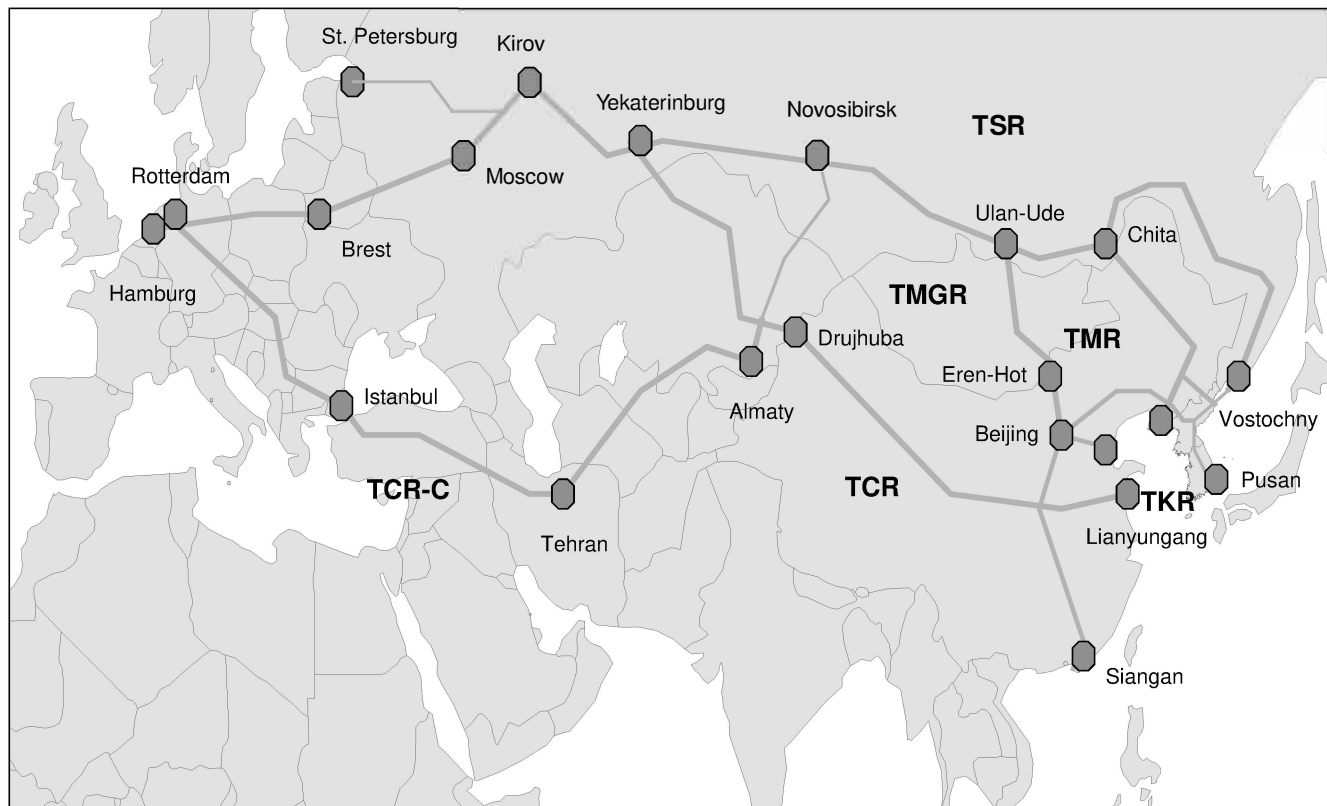 St. Petersburg
Kirov
Yekaterinburg
Novosibirsk
TSR
Rotterdam
Moscow
Ulan-Ude
Chita
Brest
Hamburg
TMGR
Drujhuba
TMR
Eren-Hot
Istanbul
Almaty
Beijing
Vostochny
TCR-C
TCR
Pusan
TKR
Tehran
Lianyungang
Siangan